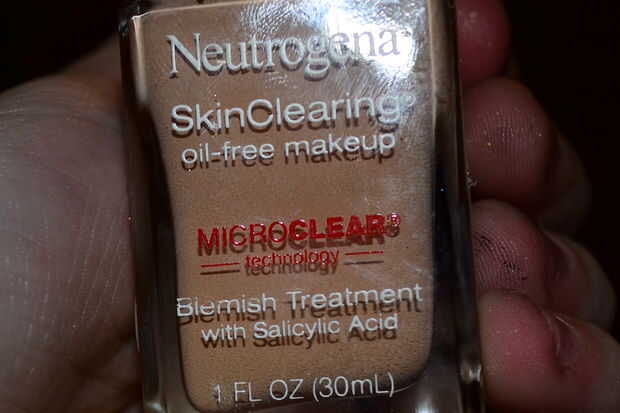 Neutrogena
SkinClearing®
oil-free makeup
MICROCLEAR®
technology
Blemish Treatment
with Salicylic Acid
1 FL OZ (30mL)